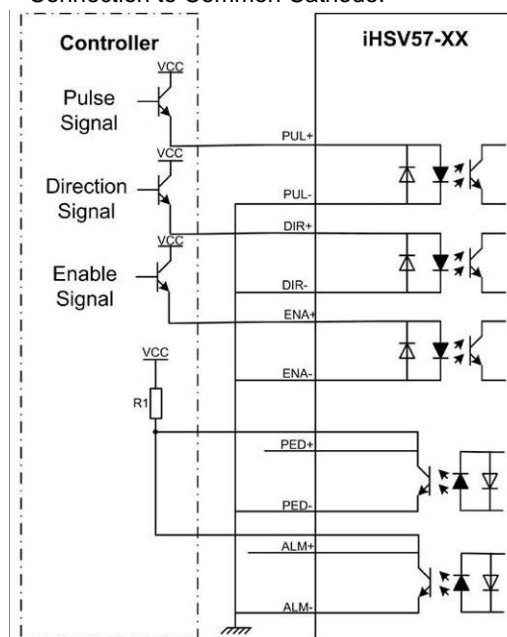 Connection to Common Cathode:
Controller
iHSV57-XX
VCC
Pulse
Signal
PUL+
VCC
PUL-
Direction
Signal
DIR+
VCC
Enable
Signal
DIR-
ENA+
VCC
ENA-
R1
PED+
PED-
ALM+
ALM-